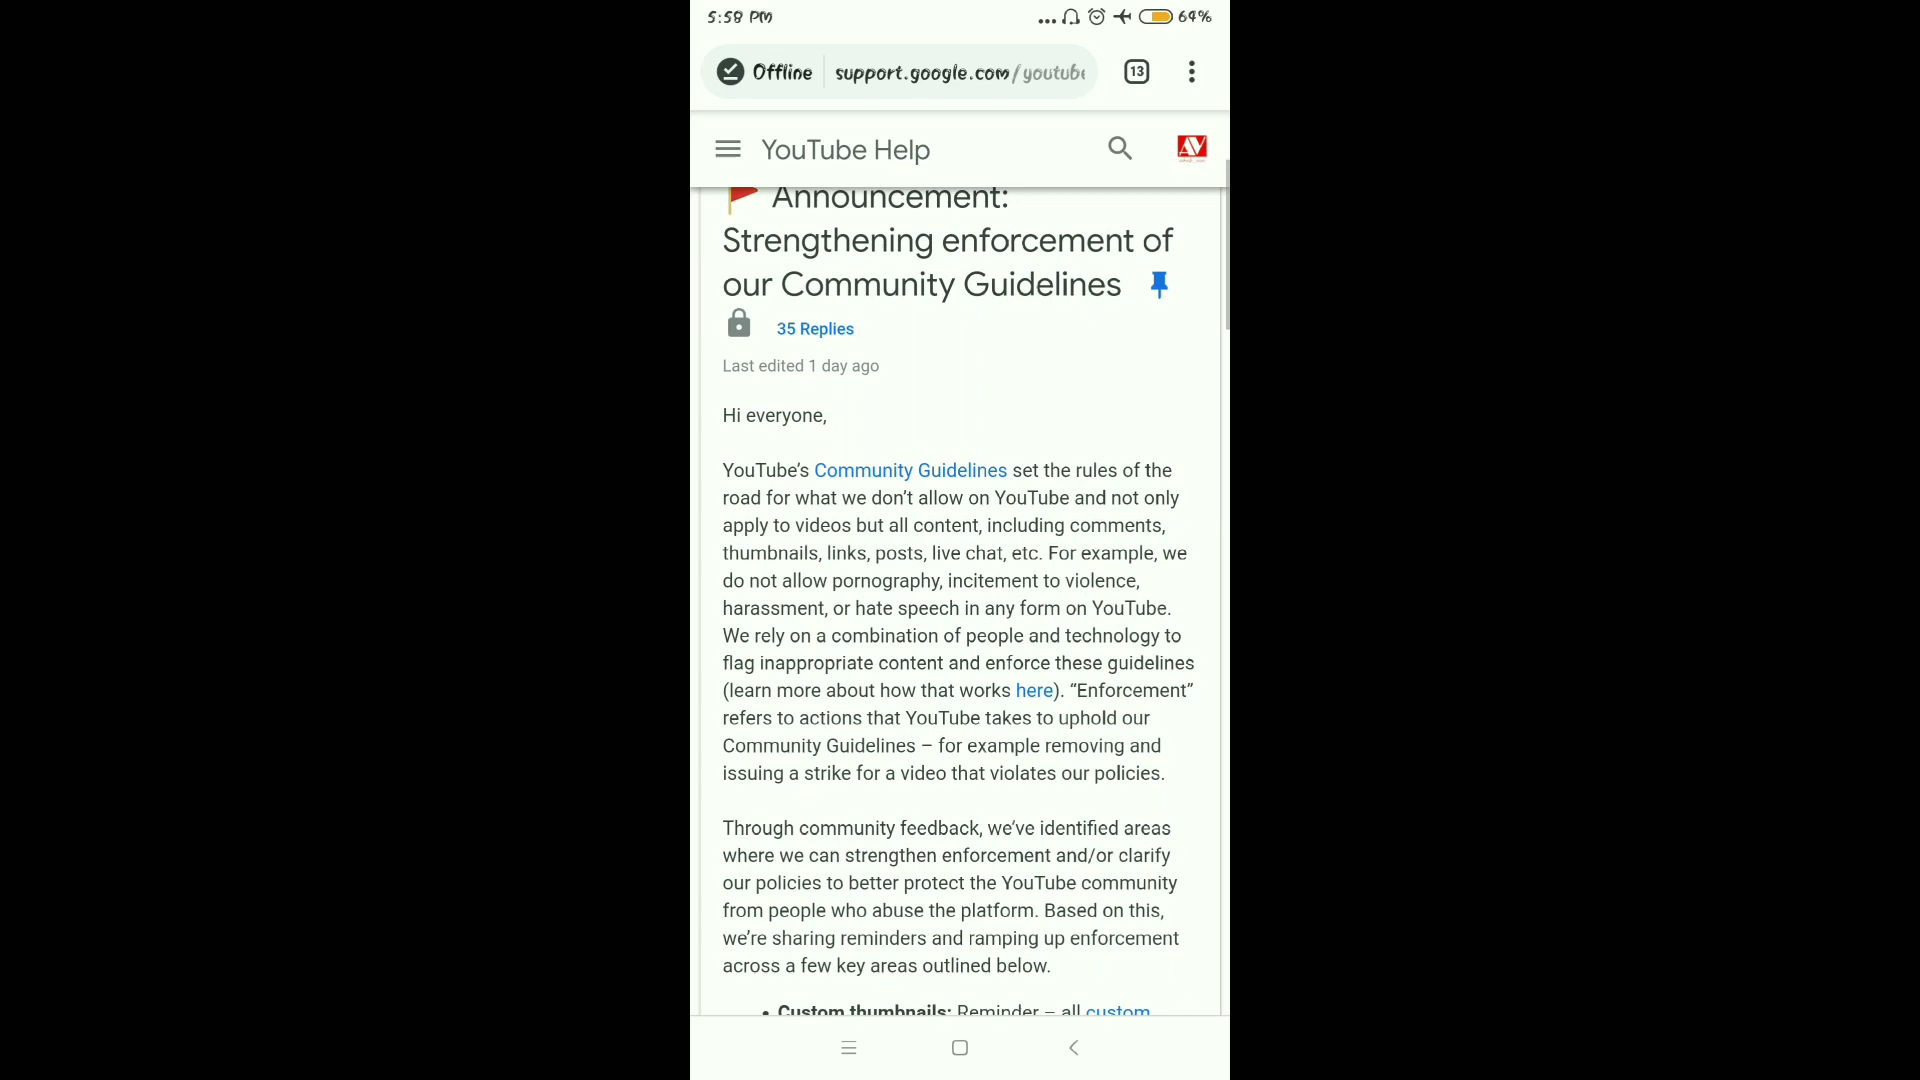 5:58 PM
64%
Offline
support.google.com/youtube
13
YouTube Help
AV
Announcement:
Strengthening enforcement of
our Community Guidelines
35 Replies
Last edited 1 day ago
Hi everyone,
YouTube’s Community Guidelines set the rules of the
road for what we don’t allow on YouTube and not only
apply to videos but all content, including comments,
thumbnails, links, posts, live chat, etc. For example, we
do not allow pornography, incitement to violence,
harassment, or hate speech in any form on YouTube.
We rely on a combination of people and technology to
flag inappropriate content and enforce these guidelines
(learn more about how that works here). “Enforcement”
refers to actions that YouTube takes to uphold our
Community Guidelines – for example removing and
issuing a strike for a video that violates our policies.
Through community feedback, we’ve identified areas
where we can strengthen enforcement and/or clarify
our policies to better protect the YouTube community
from people who abuse the platform. Based on this,
we’re sharing reminders and ramping up enforcement
across a few key areas outlined below.
• Custom thumbnails: Reminder – all custom